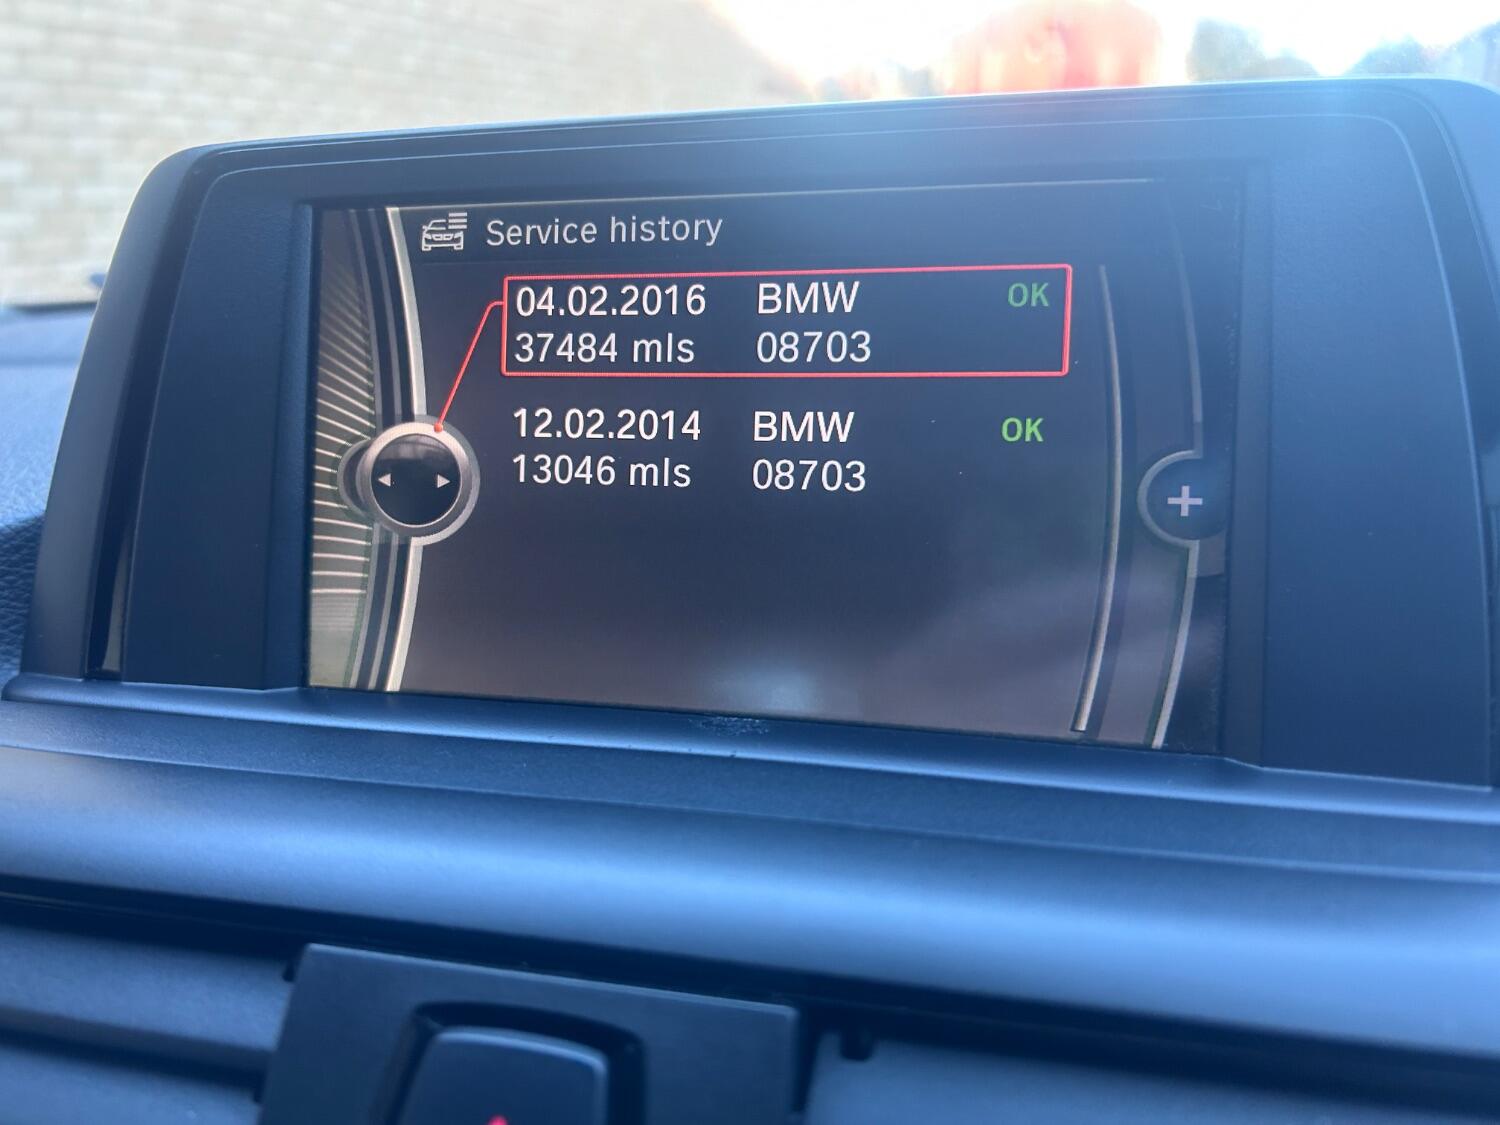 Service history
04.02.2016 BMW OK
37484 mls 08703
12.02.2014 BMW OK
13046 mls 08703
+